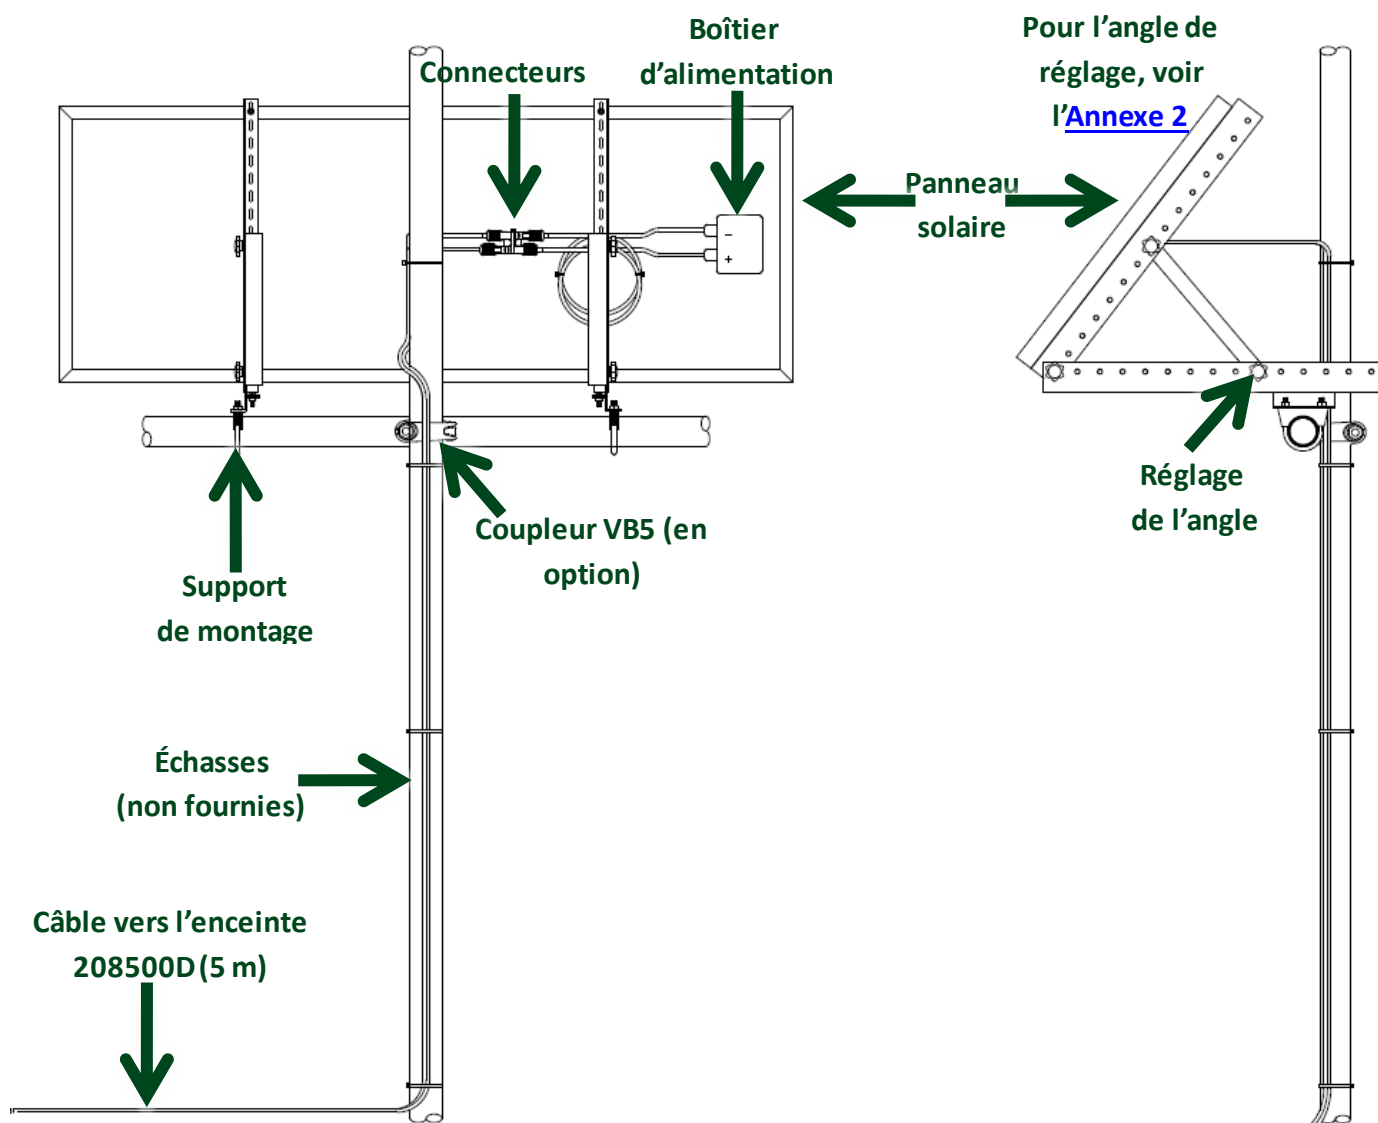 Connecteurs
Boîtier
d’alimentation
Pour l’angle de
réglage, voir
l’Annexe 2
Panneau
solaire
−
+
Réglage
de l’angle
Coupleur VB5 (en
option)
Support
de montage
Échasses
(non fournies)
Câble vers l’enceinte
208500D (5 m)